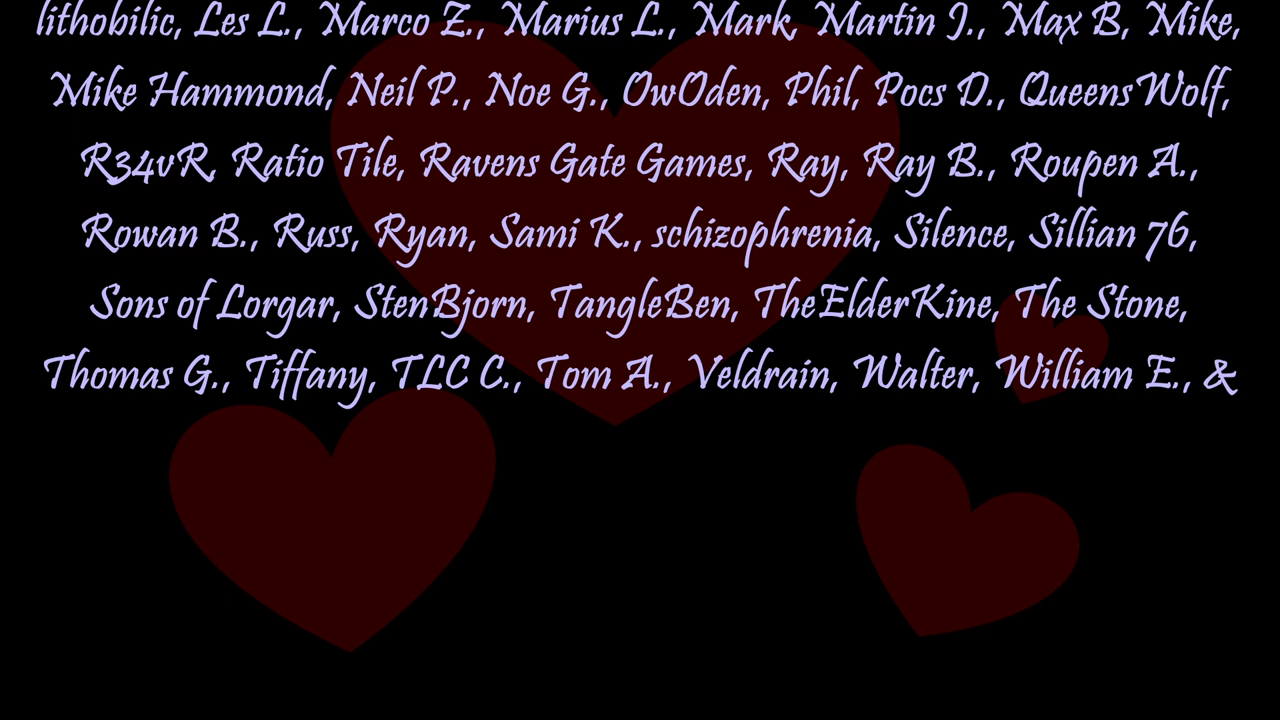 lithobilic, Les L., Marco Z., Marius L., Mark, Martin J., Max B, Mike,
Mike Hammond, Neil P., Noe G., OwOden, Phil, Pocs D., QueensWolf,
R34vR, Ratio Tile, Ravens Gate Games, Ray, Ray B., Roupen A.,
Rowan B., Russ, Ryan, Sami K., schizophrenia, Silence, Sillian 76,
Sons of Lorgar, StenBjorn, TangleBen, TheElderKine, The Stone,
Thomas G., Tiffany, TLC C., Tom A., Veldrain, Walter, William E., &